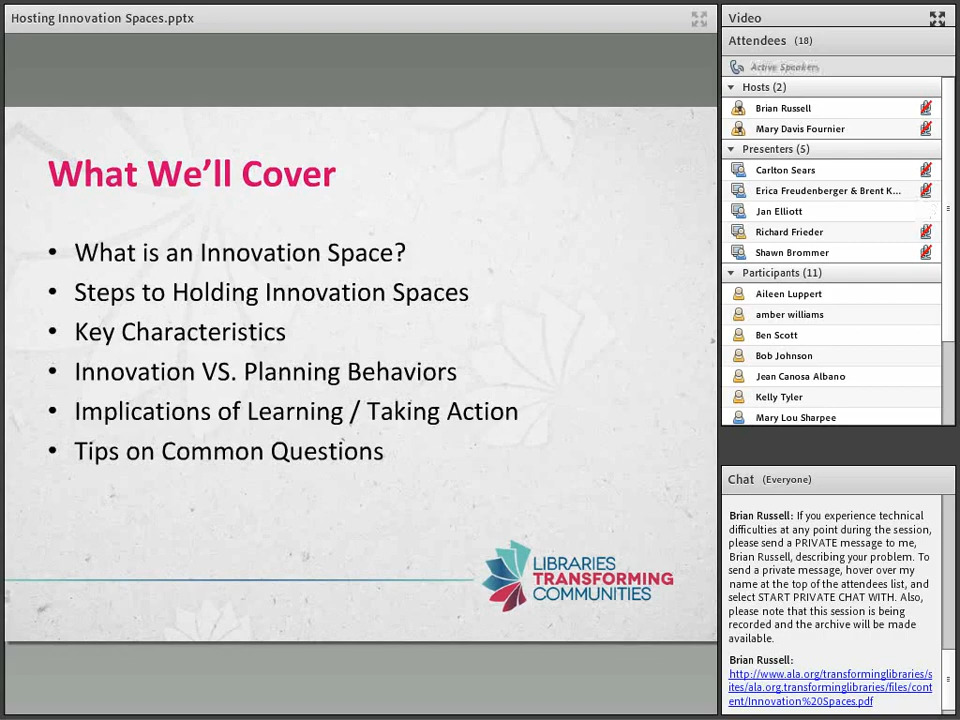 Hosting Innovation Spaces.pptx
What We'll Cover
• What is an Innovation Space?
• Steps to Holding Innovation Spaces
• Key Characteristics
• Innovation VS. Planning Behaviors
• Implications of Learning / Taking Action
• Tips on Common Questions
LIBRARIES
TRANSFORMING
COMMUNITIES
Video
Attendees (18)
Active Speakers
Hosts (2)
Brian Russell
Mary Davis Fournier
Presenters (5)
Carlton Sears
Erica Freudenberger & Brent K...
Jan Elliott
Richard Frieder
Shawn Brommer
Participants (11)
Aileen Luppert
amber williams
Ben Scott
Bob Johnson
Jean Canosa Albano
Kelly Tyler
Mary Lou Sharpee
Chat (Everyone)
Brian Russell: If you experience technical
difficulties at any point during the session,
please send a PRIVATE message to me,
Brian Russell, describing your problem. To
send a private message, hover over my
name at the top of the attendees list, and
select START PRIVATE CHAT WITH. Also,
please note that this session is being
recorded and the archive will be made
available.
Brian Russell:
http://www.ala.org/transforminglibraries/s
ites/ala.org.transforminglibraries/files/cont
ent/Innovation%20Spaces.pdf